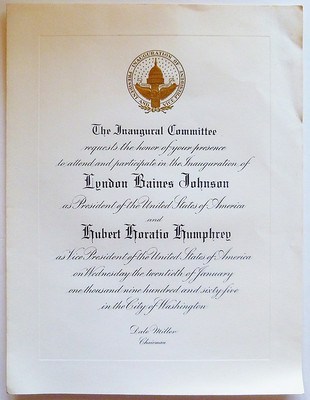 The Inaugural Committee
requests the honor of your presence
to attend and participate in the Inauguration of
Lyndon Baines Johnson
as President of the United States of America
and
Hubert Horatio Humphrey
as Vice President of the United States of America
on Wednesday the twentieth of January
one thousand nine hundred and sixty five
in the City of Washington
Dale Miller
Chairman